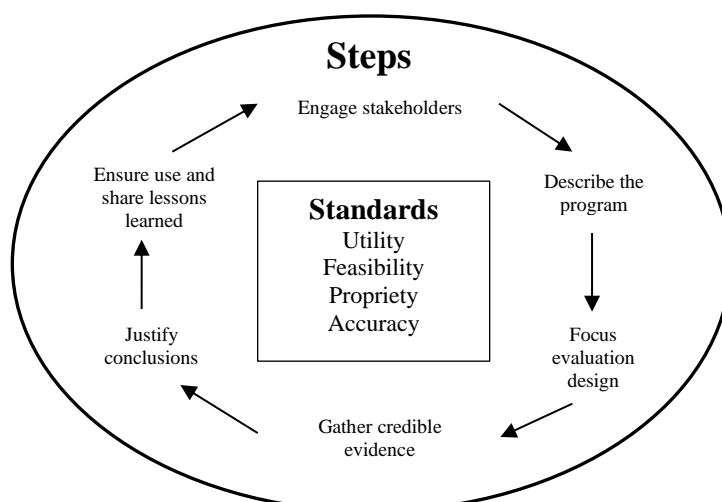 Steps
Engage stakeholders
Describe the
program
Focus
evaluation
design
Gather credible
evidence
Justify
conclusions
Ensure use and
share lessons
learned
Standards
Utility
Feasibility
Propriety
Accuracy